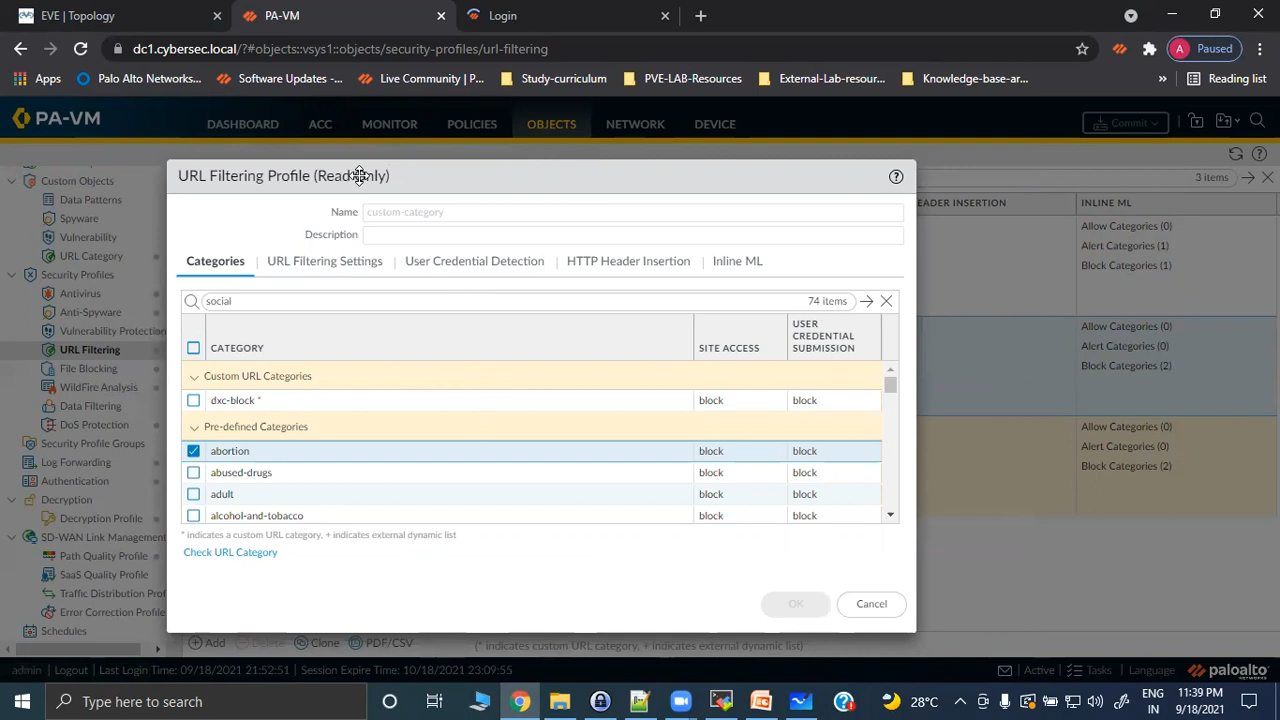 EVE | Topology
PA-VM
Login
dc1.cybersec.local/?#objects::vsys1::objects/security-profiles/url-filtering
A Paused
Apps
Palo Alto Networks...
Software Updates -...
Live Community | P...
Study-curriculum
PVE-LAB-Resources
External-Lab-resour...
Knowledge-base-ar...
»
Reading list
PA-VM
DASHBOARD
ACC
MONITOR
POLICIES
OBJECTS
NETWORK
DEVICE
Commit
Custom Objects
Data Patterns
Spyware
Vulnerability
URL Category
Security Profiles
Antivirus
Anti-Spyware
Vulnerability Protection
URL Filtering
File Blocking
WildFire Analysis
Data Filtering
DoS Protection
Security Profile Groups
Log Forwarding
Authentication
Decryption
Decryption Profile
SD-WAN Link Management
Path Quality Profile
SaaS Quality Profile
Traffic Distribution Prof
Error Correction Profile
Schedules
URL Filtering Profile (Read Only)
Name custom-category
Description
Categories
URL Filtering Settings
User Credential Detection
HTTP Header Insertion
Inline ML
social
74 items
CATEGORY
SITE ACCESS
USER CREDENTIAL SUBMISSION
Custom URL Categories
dxc-block * block block
Pre-defined Categories
abortion block block
abused-drugs block block
adult block block
alcohol-and-tobacco block block
* indicates a custom URL category, + indicates external dynamic list
Check URL Category
OK
Cancel
3 items
EADER INSERTION
INLINE ML
Allow Categories (0)
Alert Categories (1)
Block Categories (1)
Allow Categories (0)
Alert Categories (0)
Block Categories (2)
Allow Categories (0)
Alert Categories (0)
Block Categories (2)
Add
Delete
Clone
PDF/CSV
(* indicates custom URL category, + indicates external dynamic list)
admin | Logout | Last Login Time: 09/18/2021 21:52:51 | Session Expire Time: 10/18/2021 23:09:55
Active
Tasks
Language
paloalto
NETWORKS
Type here to search
28°C
ENG
IN
11:39 PM
9/18/2021